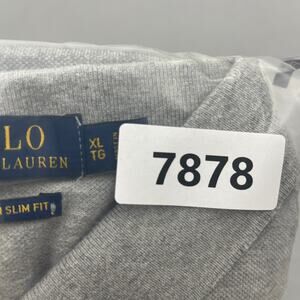 LO
LAUREN
XL
TG
SLIM FIT
7878